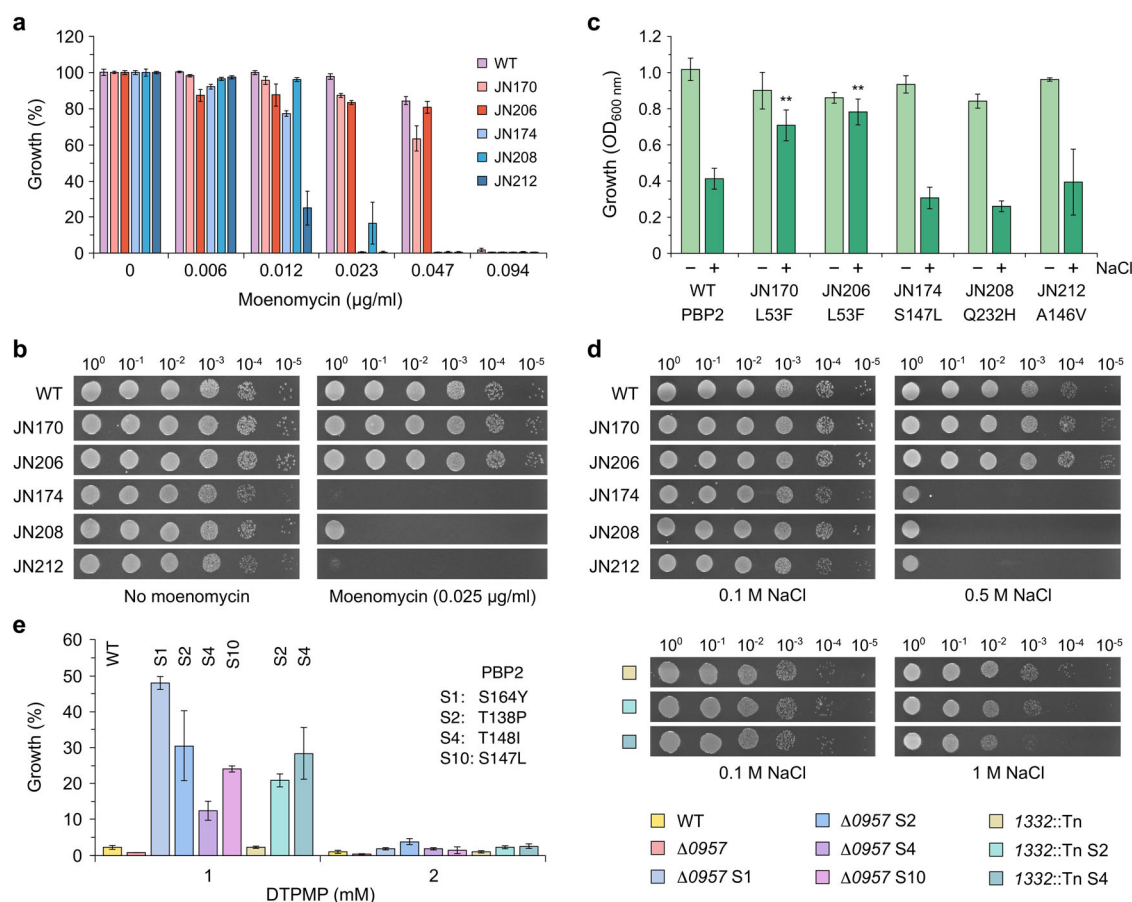 a
120
100
80
60
40
20
0
Growth (%)
0 0.006 0.012 0.023 0.047 0.094
Moenomycin (µg/ml)
WT
JN170
JN206
JN174
JN208
JN212
c
1.2
1.0
0.8
0.6
0.4
0.2
0
Growth (OD600 nm)
** **
– + – + – + – + – + – + NaCl
WT JN170 JN206 JN174 JN208 JN212
PBP2 L53F L53F S147L Q232H A146V
b
10⁰ 10⁻¹ 10⁻² 10⁻³ 10⁻⁴ 10⁻⁵ 10⁰ 10⁻¹ 10⁻² 10⁻³ 10⁻⁴ 10⁻⁵
WT
JN170
JN206
JN174
JN208
JN212
No moenomycin Moenomycin (0.025 µg/ml)
d
10⁰ 10⁻¹ 10⁻² 10⁻³ 10⁻⁴ 10⁻⁵ 10⁰ 10⁻¹ 10⁻² 10⁻³ 10⁻⁴ 10⁻⁵
WT
JN170
JN206
JN174
JN208
JN212
0.1 M NaCl 0.5 M NaCl
10⁰ 10⁻¹ 10⁻² 10⁻³ 10⁻⁴ 10⁻⁵ 10⁰ 10⁻¹ 10⁻² 10⁻³ 10⁻⁴ 10⁻⁵
0.1 M NaCl 1 M NaCl
e
60
50
40
30
20
10
0
Growth (%)
WT S1 S2 S4 S10 S2 S4
PBP2
S1: S164Y
S2: T138P
S4: T148I
S10: S147L
1 2
DTPMP (mM)
WT Δ0957 S2 1332::Tn
Δ0957 Δ0957 S4 1332::Tn S2
Δ0957 S1 Δ0957 S10 1332::Tn S4